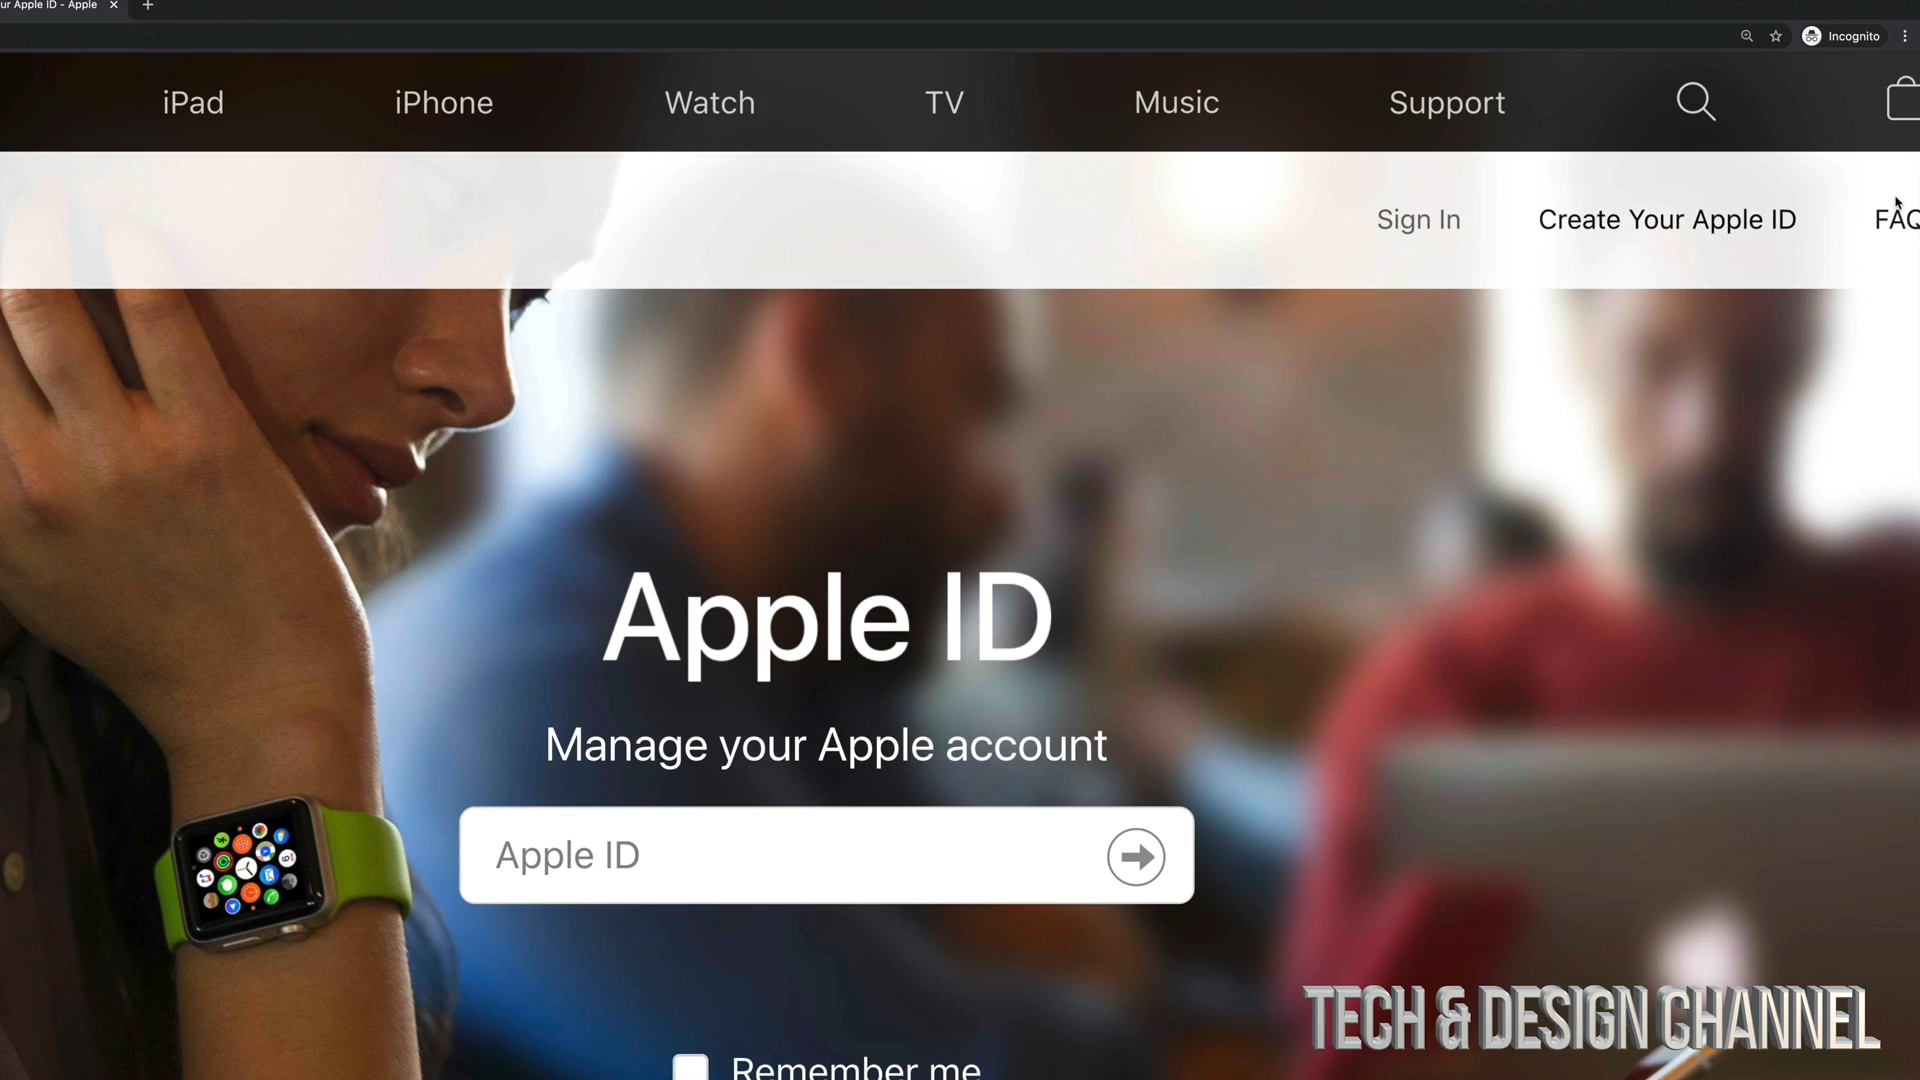 ur Apple ID - Apple
Incognito
iPad iPhone Watch TV Music Support
Sign In Create Your Apple ID FAQ
Apple ID
Manage your Apple account
Apple ID
Remember me
TECH & DESIGN CHANNEL